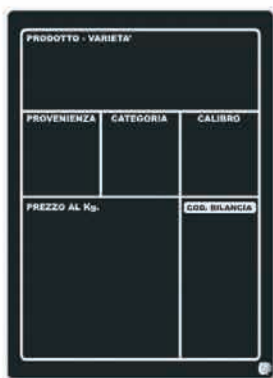 PRODOTTO - VARIETA'
PROVENIENZA CATEGORIA CALIBRO
PREZZO AL Kg. COD. BILANCIA